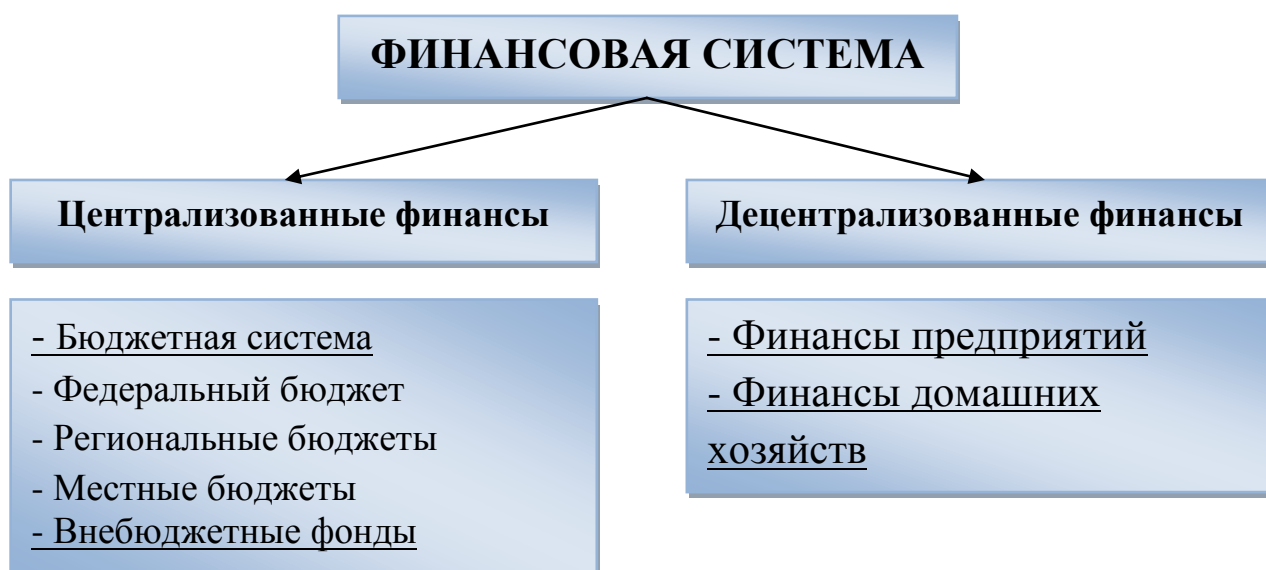 ФИНАНСОВАЯ СИСТЕМА
Централизованные финансы
- Бюджетная система
- Федеральный бюджет
- Региональные бюджеты
- Местные бюджеты
- Внебюджетные фонды
Децентрализованные финансы
- Финансы предприятий
- Финансы домашних
хозяйств